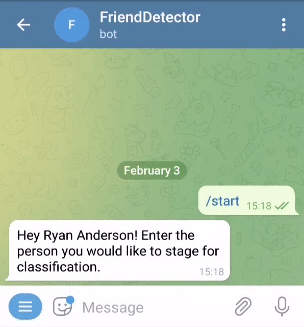 F
FriendDetector
bot
February 3
/start 15:18
Hey Ryan Anderson! Enter the
person you would like to stage for
classification.
15:18
Message